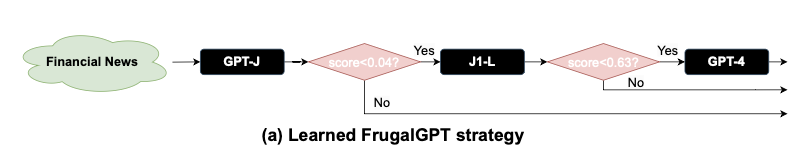 Financial News
GPT-J
score<0.04?
Yes
J1-L
score<0.63?
Yes
GPT-4
No
No
(a) Learned FrugalGPT strategy